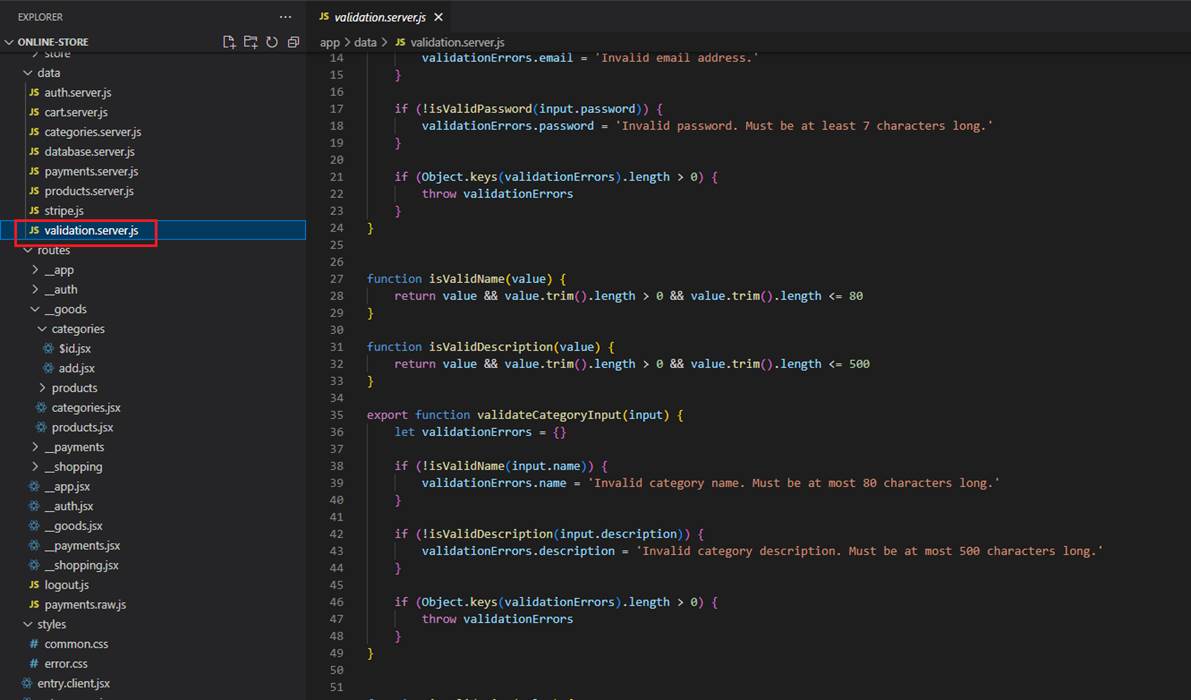 EXPLORER
···
JS validation.server.js
ONLINE-STORE
app > data > JS validation.server.js
store
data
JS auth.server.js
JS cart.server.js
JS categories.server.js
JS database.server.js
JS payments.server.js
JS products.server.js
JS stripe.js
JS validation.server.js
routes
__app
__auth
__goods
categories
$id.jsx
add.jsx
products
categories.jsx
products.jsx
__payments
__shopping
__app.jsx
__auth.jsx
__goods.jsx
__payments.jsx
__shopping.jsx
JS logout.js
JS payments.raw.js
styles
# common.css
# error.css
entry.client.jsx
14 validationErrors.email = 'Invalid email address.'
15 }
16
17 if (!isValidPassword(input.password)) {
18 validationErrors.password = 'Invalid password. Must be at least 7 characters long.'
19 }
20
21 if (Object.keys(validationErrors).length > 0) {
22 throw validationErrors
23 }
24 }
25
26
27 function isValidName(value) {
28 return value && value.trim().length > 0 && value.trim().length <= 80
29 }
30
31 function isValidDescription(value) {
32 return value && value.trim().length > 0 && value.trim().length <= 500
33 }
34
35 export function validateCategoryInput(input) {
36 let validationErrors = {}
37
38 if (!isValidName(input.name)) {
39 validationErrors.name = 'Invalid category name. Must be at most 80 characters long.'
40 }
41
42 if (!isValidDescription(input.description)) {
43 validationErrors.description = 'Invalid category description. Must be at most 500 characters long.'
44 }
45
46 if (Object.keys(validationErrors).length > 0) {
47 throw validationErrors
48 }
49 }
50
51